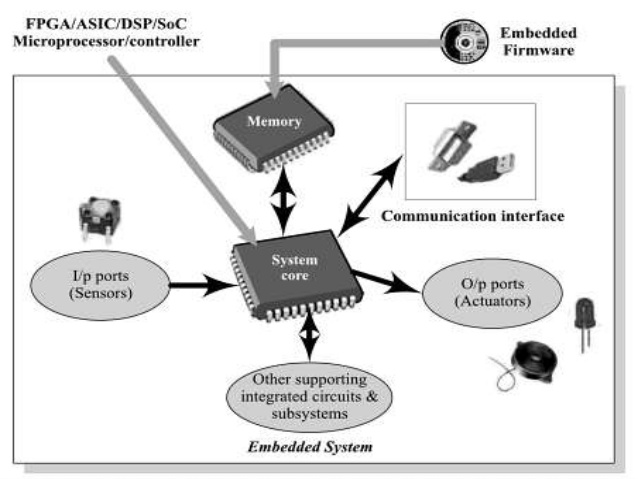 FPGA/ASIC/DSP/SoC
Microprocessor/controller
Embedded
Firmware
Memory
Communication interface
System
core
I/p ports
(Sensors)
O/p ports
(Actuators)
Other supporting
integrated circuits &
subsystems
Embedded System